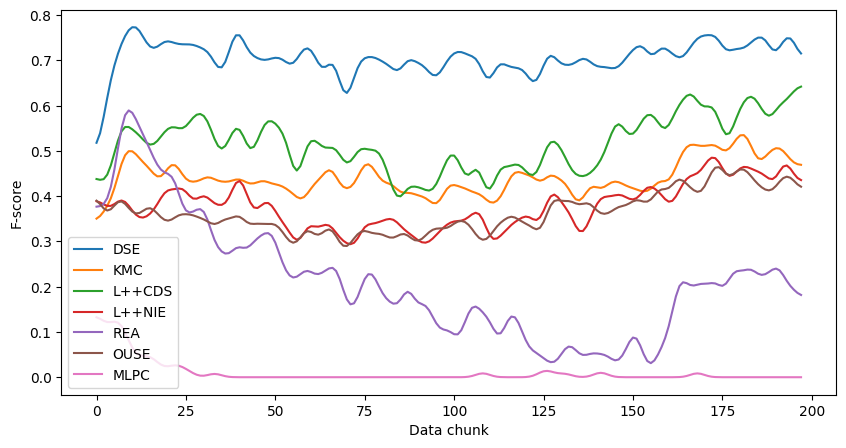 0.8
0.7
0.6
0.5
0.4
0.3
0.2
0.1
0.0
F-score
DSE
KMC
L++CDS
L++NIE
REA
OUSE
MLPC
0 25 50 75 100 125 150 175 200
Data chunk